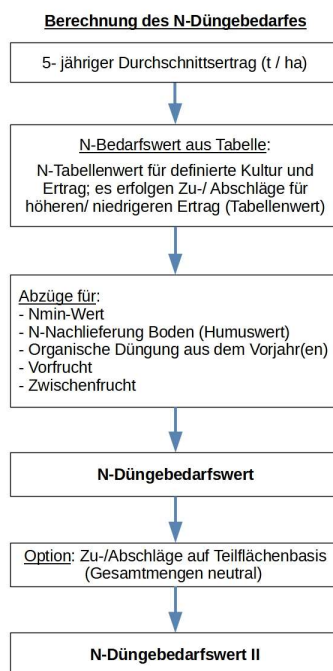 Berechnung des N-Düngebedarfes
5- jähriger Durchschnittsertrag (t / ha)
N-Bedarfswert aus Tabelle:
N-Tabellenwert für definierte Kultur und
Ertrag; es erfolgen Zu-/ Abschläge für
höheren/ niedrigeren Ertrag (Tabellenwert)
Abzüge für:
- Nmin-Wert
- N-Nachlieferung Boden (Humuswert)
- Organische Düngung aus dem Vorjahr(en)
- Vorfrucht
- Zwischenfrucht
N-Düngebedarfswert
Option: Zu-/Abschläge auf Teilflächenbasis
(Gesamtmengen neutral)
N-Düngebedarfswert II